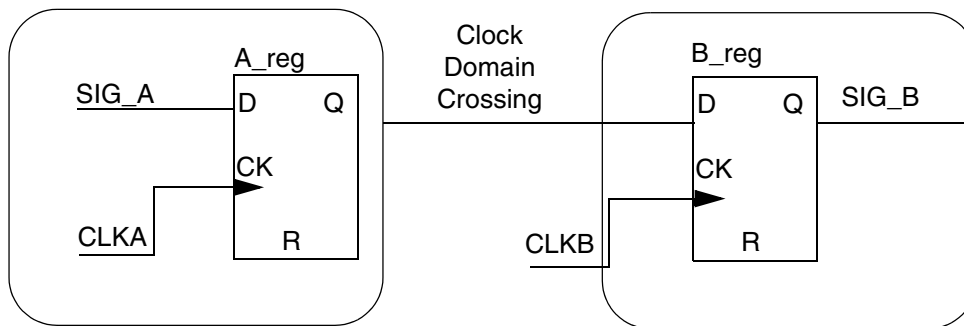 A_reg
SIG_A
D
Q
CK
CLKA
R
Clock
Domain
Crossing
B_reg
D
Q
SIG_B
CK
CLKB
R